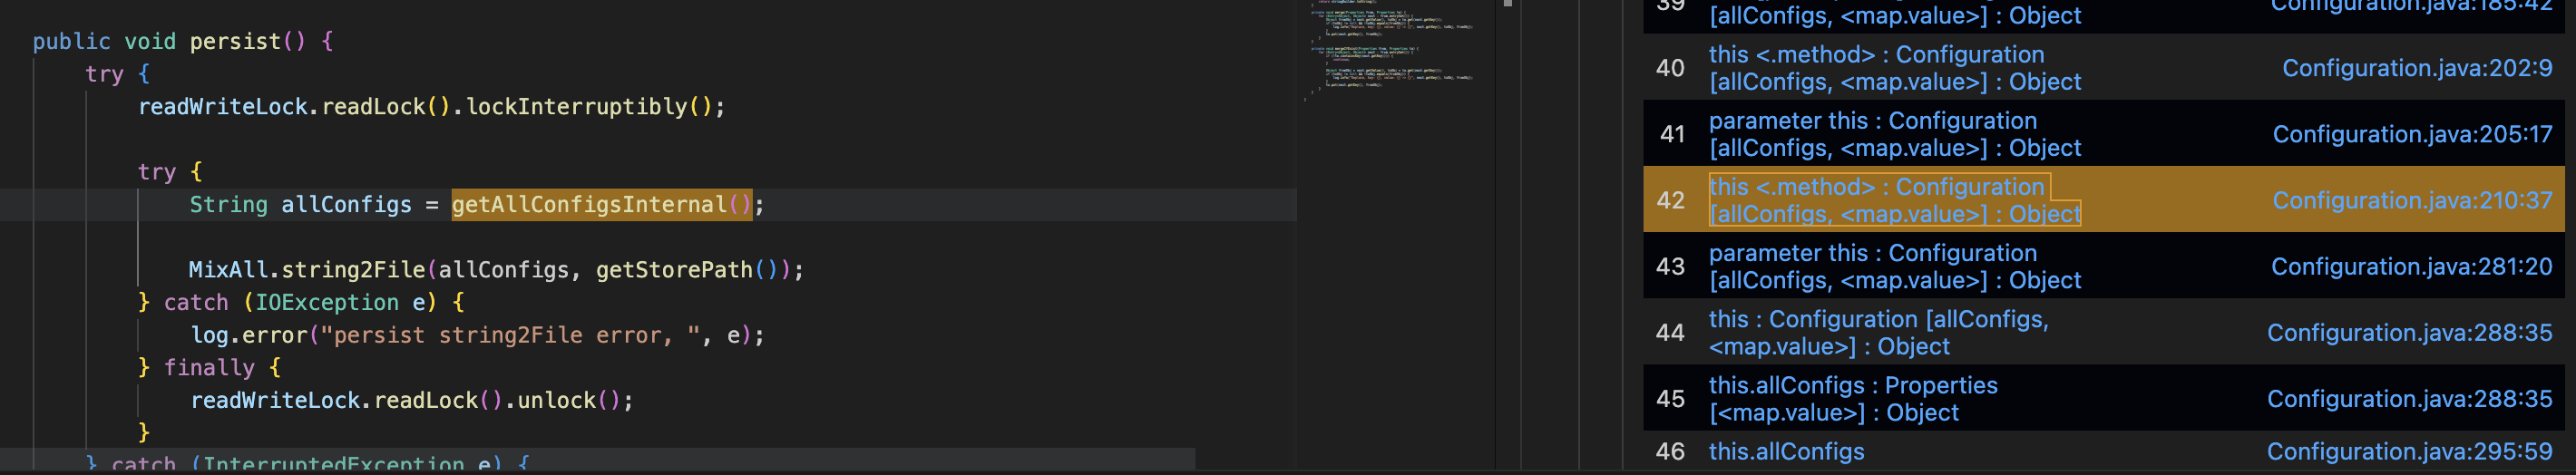 public void persist() {
try {
readWriteLock.readLock().lockInterruptibly();
try {
String allConfigs = getAllConfigsInternal();
MixAll.string2File(allConfigs, getStorePath());
} catch (IOException e) {
log.error("persist string2File error, ", e);
} finally {
readWriteLock.readLock().unlock();
}
} catch (InterruptedException e) {
39
[allConfigs, <map.value>] : Object
Configuration.java:185:42
40
this <.method> : Configuration
[allConfigs, <map.value>] : Object
Configuration.java:202:9
41
parameter this : Configuration
[allConfigs, <map.value>] : Object
Configuration.java:205:17
42
this <.method> : Configuration
[allConfigs, <map.value>] : Object
Configuration.java:210:37
43
parameter this : Configuration
[allConfigs, <map.value>] : Object
Configuration.java:281:20
44
this : Configuration [allConfigs,
<map.value>] : Object
Configuration.java:288:35
45
this.allConfigs : Properties
[<map.value>] : Object
Configuration.java:288:35
46
this.allConfigs
Configuration.java:295:59